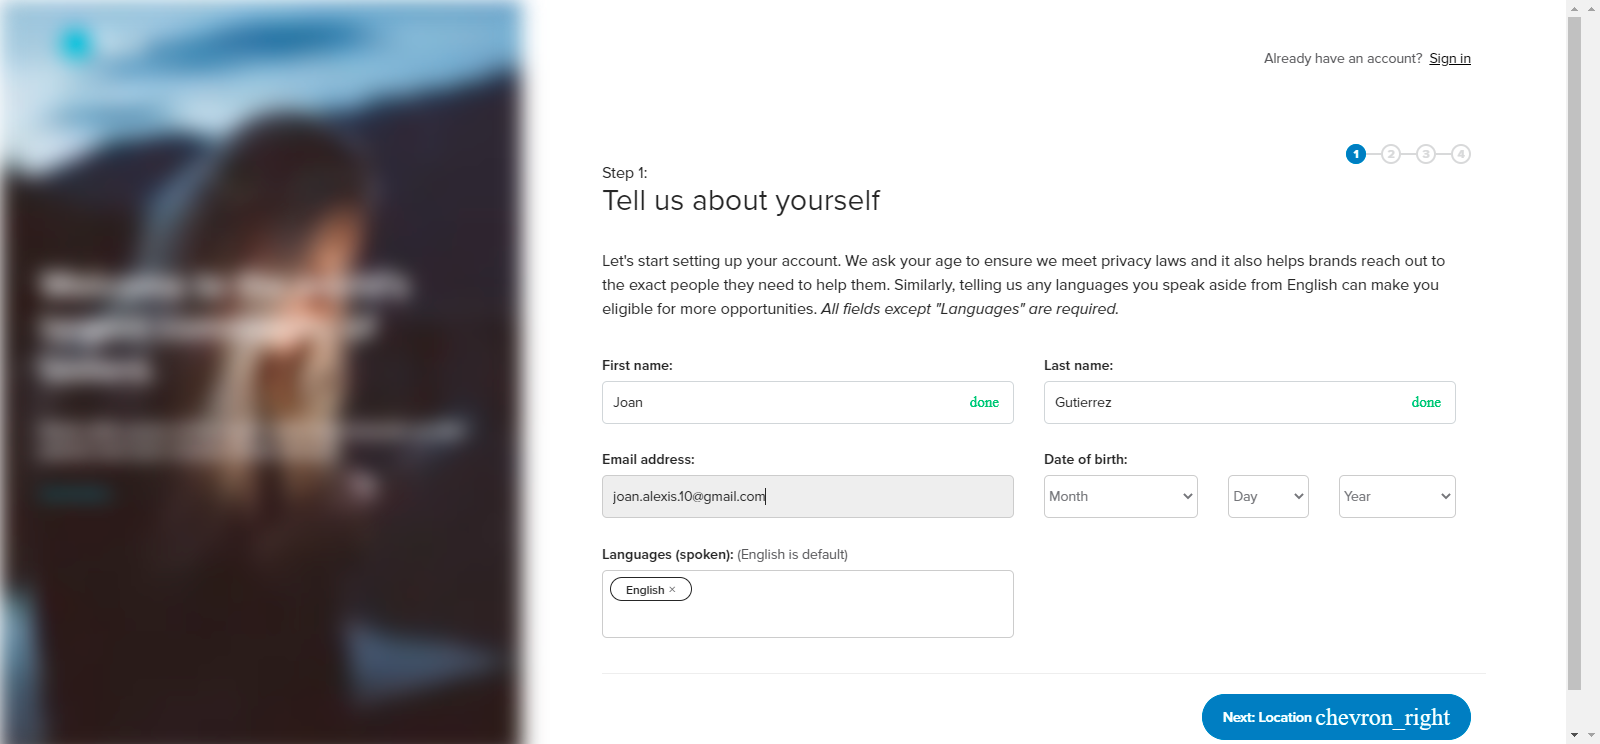 Already have an account? Sign in
1 2 3 4
Step 1:
Tell us about yourself
Let's start setting up your account. We ask your age to ensure we meet privacy laws and it also helps brands reach out to
the exact people they need to help them. Similarly, telling us any languages you speak aside from English can make you
eligible for more opportunities. All fields except "Languages" are required.
First name:
Last name:
Joan done
Gutierrez done
Email address:
Date of birth:
joan.alexis.10@gmail.com
Month Day Year
Languages (spoken): (English is default)
English ×
Next: Location chevron_right